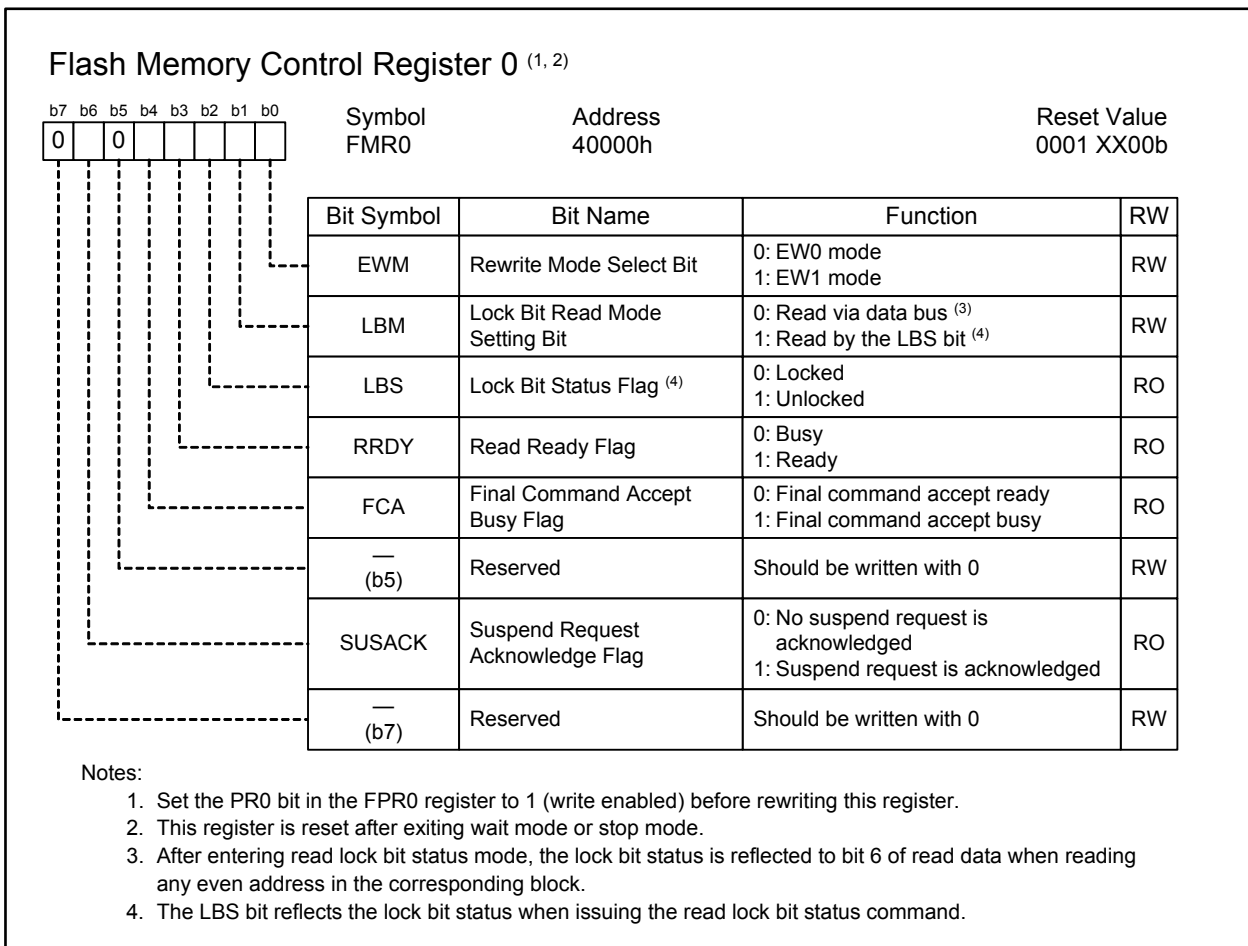 Flash Memory Control Register 0 (1, 2)
b7 b6 b5 b4 b3 b2 b1 b0
0 0
Symbol Address Reset Value
FMR0 40000h 0001 XX00b
Bit Symbol Bit Name Function RW
EWM Rewrite Mode Select Bit 0: EW0 mode
1: EW1 mode RW
LBM Lock Bit Read Mode
Setting Bit 0: Read via data bus (3)
1: Read by the LBS bit (4) RW
LBS Lock Bit Status Flag (4) 0: Locked
1: Unlocked RO
RRDY Read Ready Flag 0: Busy
1: Ready RO
FCA Final Command Accept
Busy Flag 0: Final command accept ready
1: Final command accept busy RO
—
(b5) Reserved Should be written with 0 RW
SUSACK Suspend Request
Acknowledge Flag 0: No suspend request is
acknowledged
1: Suspend request is acknowledged RO
—
(b7) Reserved Should be written with 0 RW
Notes:
1. Set the PR0 bit in the FPR0 register to 1 (write enabled) before rewriting this register.
2. This register is reset after exiting wait mode or stop mode.
3. After entering read lock bit status mode, the lock bit status is reflected to bit 6 of read data when reading
any even address in the corresponding block.
4. The LBS bit reflects the lock bit status when issuing the read lock bit status command.